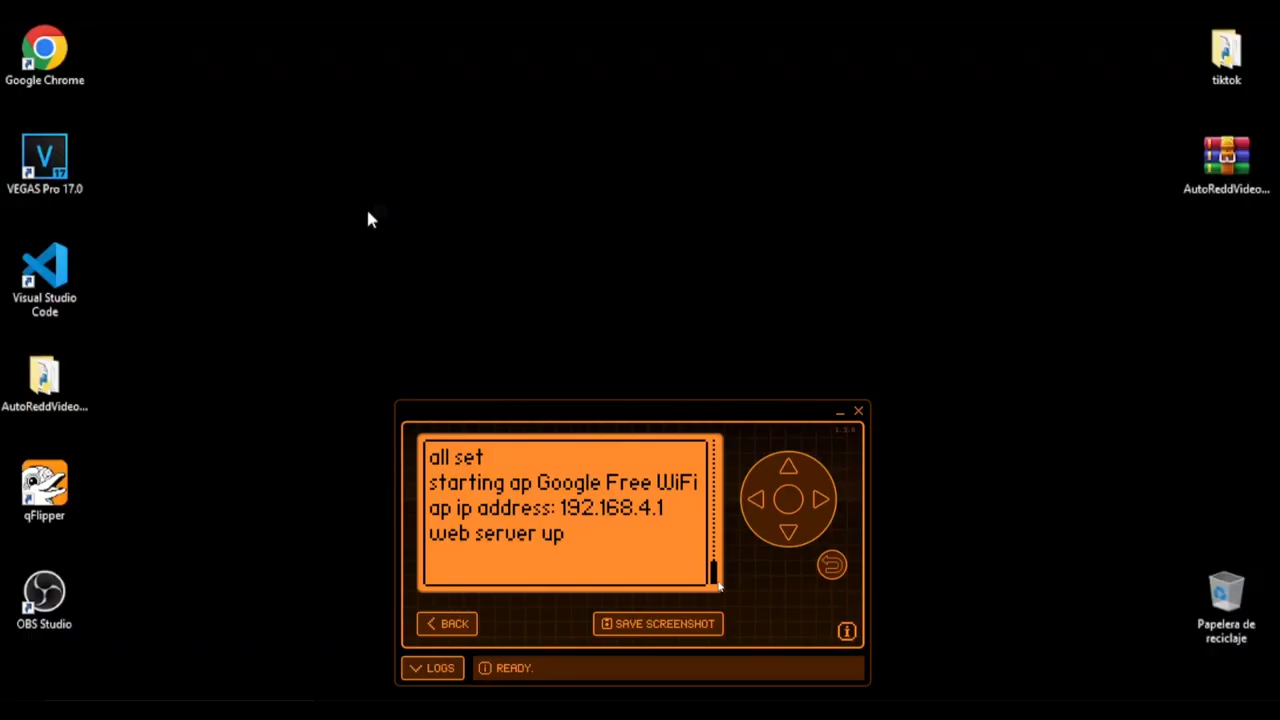 Google Chrome
VEGAS Pro 17.0
Visual Studio
Code
AutoReddVideo...
qFlipper
OBS Studio
tiktok
AutoReddVideo...
Papelera de
reciclaje
all set
starting ap Google Free WiFi
ap ip address: 192.168.4.1
web server up
BACK
SAVE SCREENSHOT
LOGS
READY.